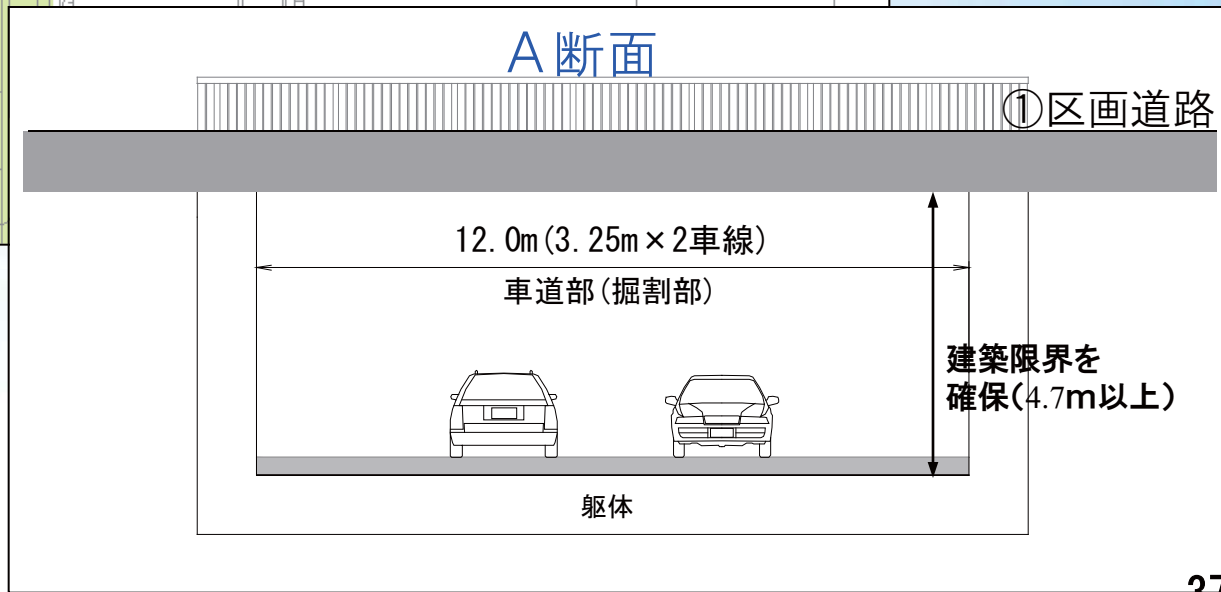 A断面
①区画道路
12.0m(3.25m×2車線)
車道部(掘割部)
建築限界を
確保(4.7m以上)
躯体
37